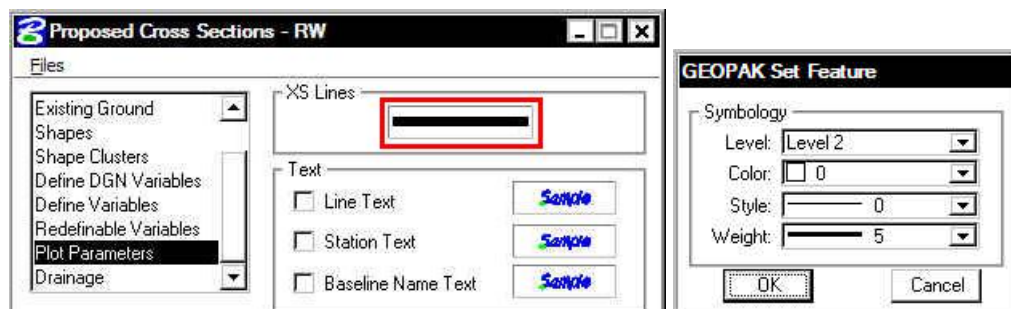 Proposed Cross Sections - RW
Files
Existing Ground
Shapes
Shape Clusters
Define DGN Variables
Define Variables
Redefinable Variables
Plot Parameters
Drainage
XS Lines
Text
Line Text
Sample
Station Text
Sample
Baseline Name Text
Sample
GEOPAK Set Feature
Symbology
Level: Level 2
Color: 0
Style: 0
Weight: 5
OK
Cancel